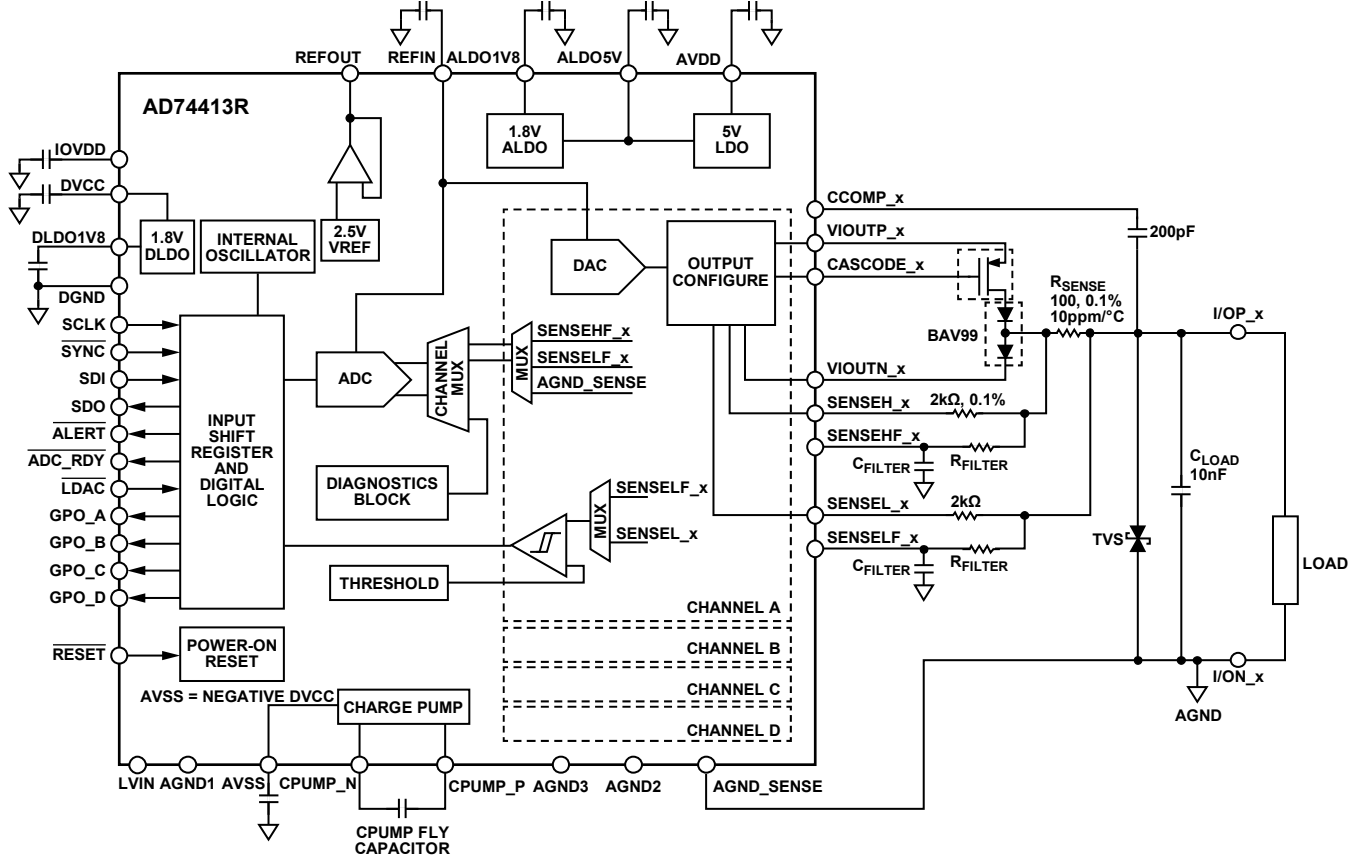 REFOUT
REFIN
ALDO1V8
ALDO5V
AVDD
AD74413R
IOVDD
DVCC
DLDO1V8
DGND
SCLK
SYNC
SDI
SDO
ALERT
ADC_RDY
LDAC
GPO_A
GPO_B
GPO_C
GPO_D
RESET
1.8V
DLDO
INTERNAL
OSCILLATOR
2.5V
VREF
1.8V
ALDO
5V
LDO
INPUT
SHIFT
REGISTER
AND
DIGITAL
LOGIC
ADC
CHANNEL
MUX
MUX
SENSEHF_x
SENSELF_x
AGND_SENSE
DAC
OUTPUT
CONFIGURE
DIAGNOSTICS
BLOCK
THRESHOLD
MUX
SENSELF_x
SENSEL_x
CHANNEL A
CHANNEL B
CHANNEL C
CHANNEL D
POWER-ON
RESET
AVSS = NEGATIVE DVCC
CHARGE PUMP
LVIN
AGND1
AVSS
CPUMP_N
CPUMP_P
AGND3
AGND2
AGND_SENSE
CPUMP FLY
CAPACITOR
CCOMP_x
VIOUTP_x
CASCODE_x
VIOUTN_x
SENSEH_x
SENSEHF_x
SENSEL_x
SENSELF_x
200pF
BAV99
RSENSE
100, 0.1%
10ppm/°C
2kΩ, 0.1%
CFILTER
RFILTER
2kΩ
CFILTER
RFILTER
I/OP_x
CLOAD
10nF
TVS
LOAD
I/ON_x
AGND